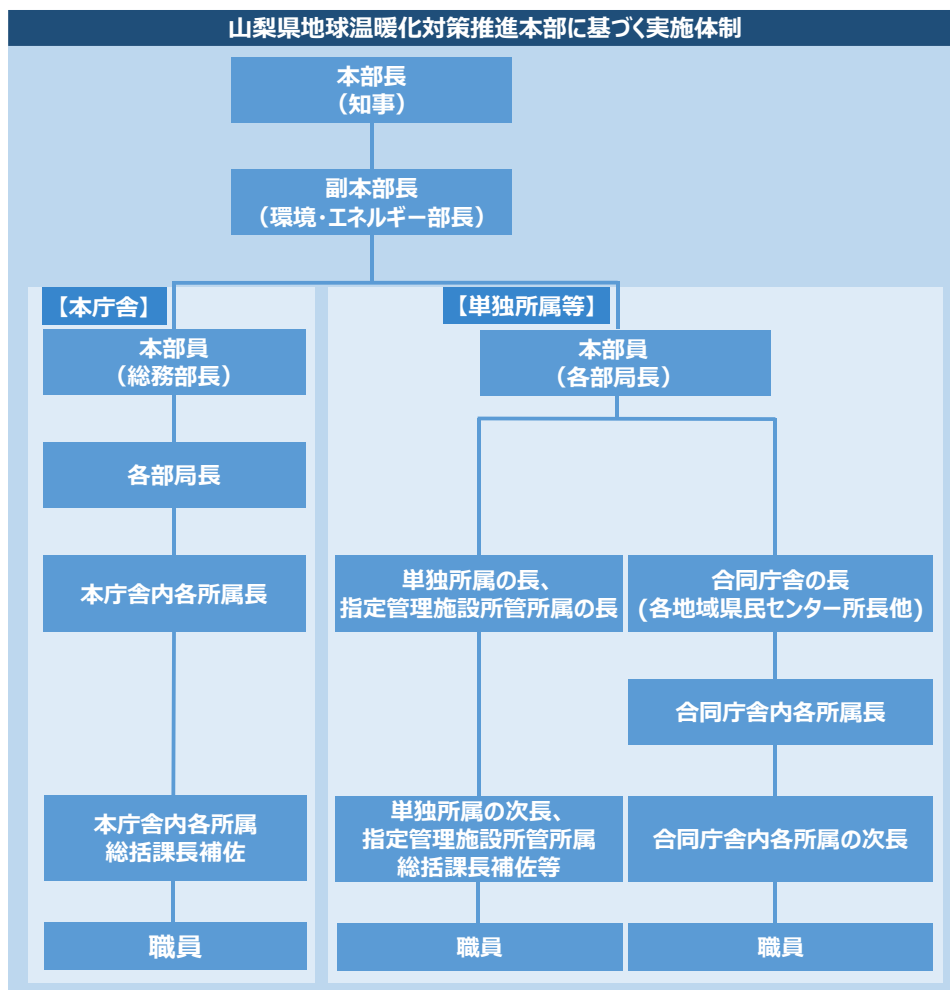 山梨県地球温暖化対策推進本部に基づく実施体制
本部長
（知事）
副本部長
（環境・エネルギー部長）
【本庁舎】
本部員
（総務部長）
各部局長
本庁舎内各所属長
本庁舎内各所属
総括課長補佐
職員
【単独所属等】
本部員
（各部局長）
単独所属の長、
指定管理施設所管所属の長
単独所属の次長、
指定管理施設所管所属
総括課長補佐等
職員
合同庁舎の長
(各地域県民センター所長他)
合同庁舎内各所属長
合同庁舎内各所属の次長
職員